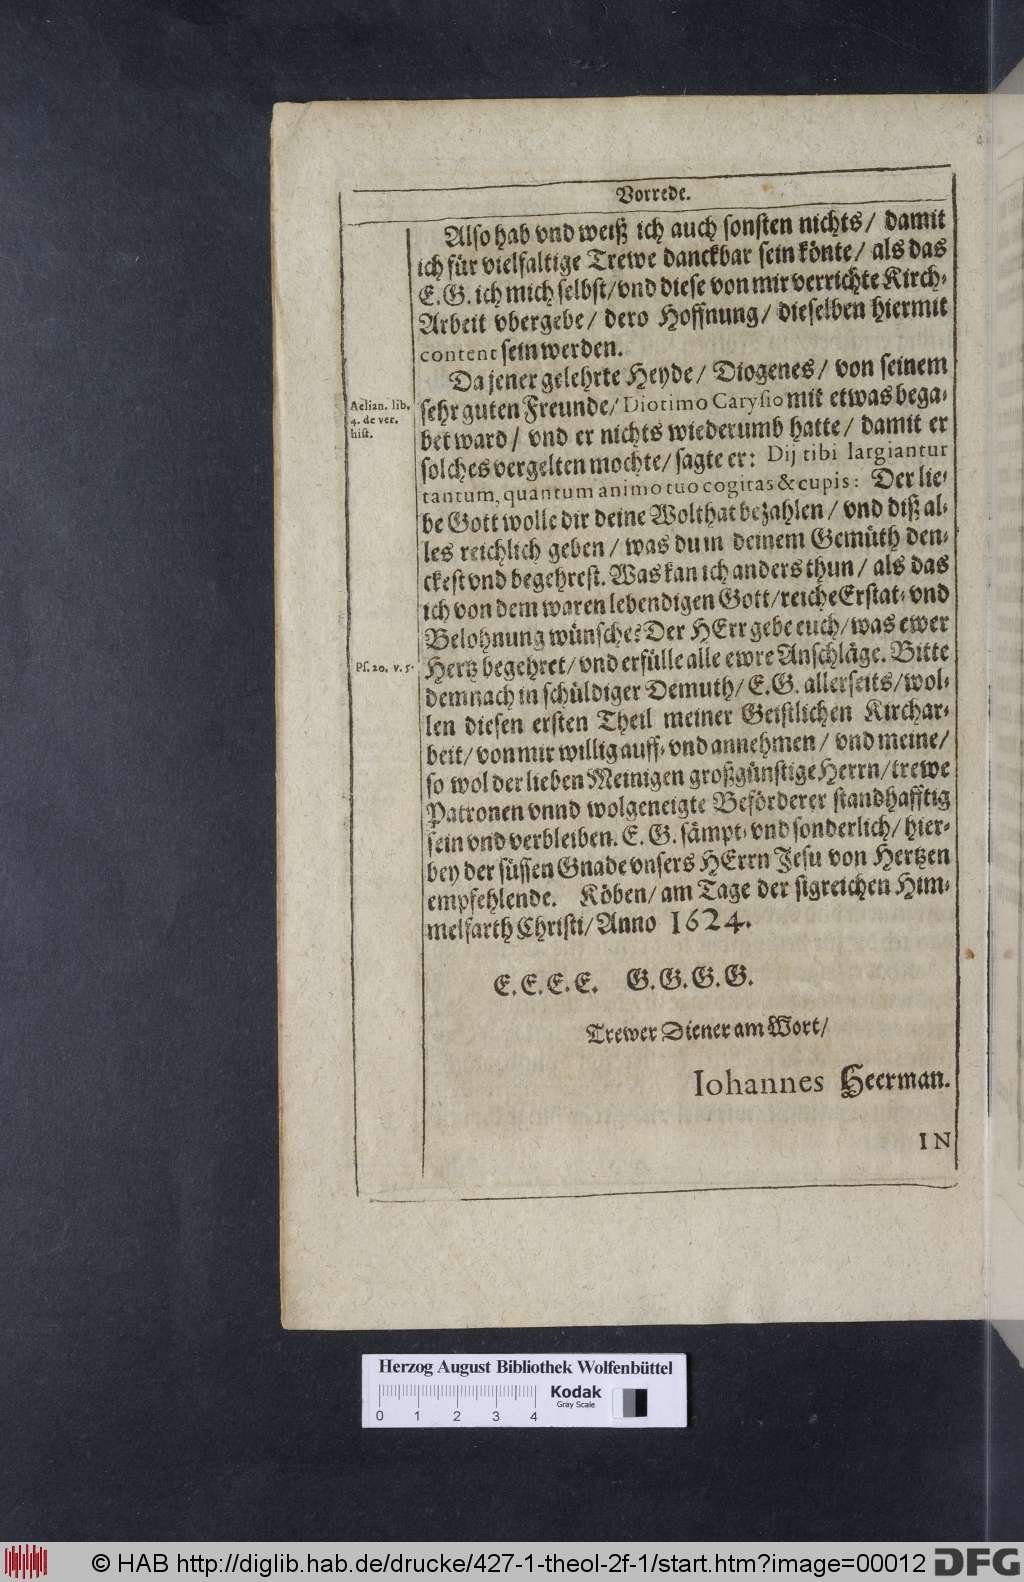 Vorrede.
Also hab vnd weiß ich auch sonsten nichts/ damit
ich für vielfaltige Trewe danckbar sein könte/ als das
E. G. ich mich selbst/ vnd diese von mir verrichte Kirch-
Arbeit vbergebe/ dero Hoffnung/ dieselben hiermit
content sein werden.
Da jener gelehrte Heyde/ Diogenes/ von seinem
Aelian. lib.
4. de ver.
hist.
sehr guten Freunde/ Diotimo Carysio mit etwas bega-
bet ward/ vnd er nichts wiederumb hatte/ damit er
solches vergelten mochte/ sagte er: Dij tibi largiantur
tantum, quantum animo tuo cogitas & cupis: Der lie-
be Gott wolle dir deine Wolthat bezahlen/ vnd diß al-
les reichlich geben/ was du in deinem Gemüth den-
ckest vnd begehrest. Was kan ich anders thun/ als das
ich von dem waren lebendigen Gott/ reiche Erstat- vnd
Belohnung wünsche? Der HErr gebe euch/ was ewer
Ps. 20. v. 5.
Hertz begehret/ vnd erfülle alle ewre Anschläge. Bitte
demnach in schüldiger Demuth/ E. G. allerseits/ wol-
len diesen ersten Theil meiner Geistlichen Kirchar-
beit/ von mir willig auff- vnd annehmen/ vnd meine/
so wol der lieben Meinigen großgünstige Herrn/ trewe
Patronen vnnd wolgeneigte Beförderer standhafftig
sein vnd verbleiben. E. G. sämpt- vnd sonderlich/ hier-
bey der süssen Gnade vnsers HErrn Jesu von Hertzen
empfehlende. Köben/ am Tage der sigreichen Him-
melfarth Christi/ Anno 1624.
E. E. E. E. G. G. G. G.
Trewer Diener am Wort/
Iohannes Heerman.
IN
Herzog August Bibliothek Wolfenbüttel
Kodak
Gray Scale
0 1 2 3 4
© HAB http://diglib.hab.de/drucke/427-1-theol-2f-1/start.htm?image=00012
DFG